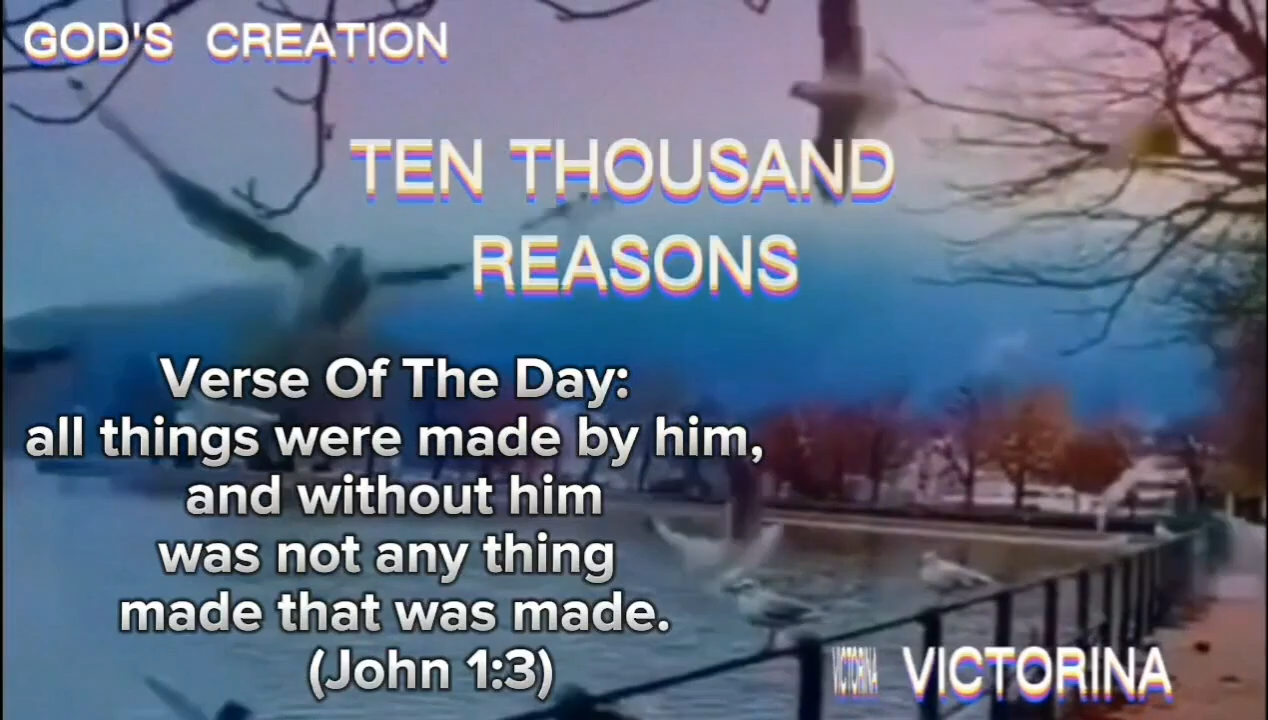 GOD'S CREATION
TEN THOUSAND
REASONS
Verse Of The Day:
all things were made by him,
and without him
was not any thing
made that was made.
(John 1:3)
VICTORINA VICTORINA